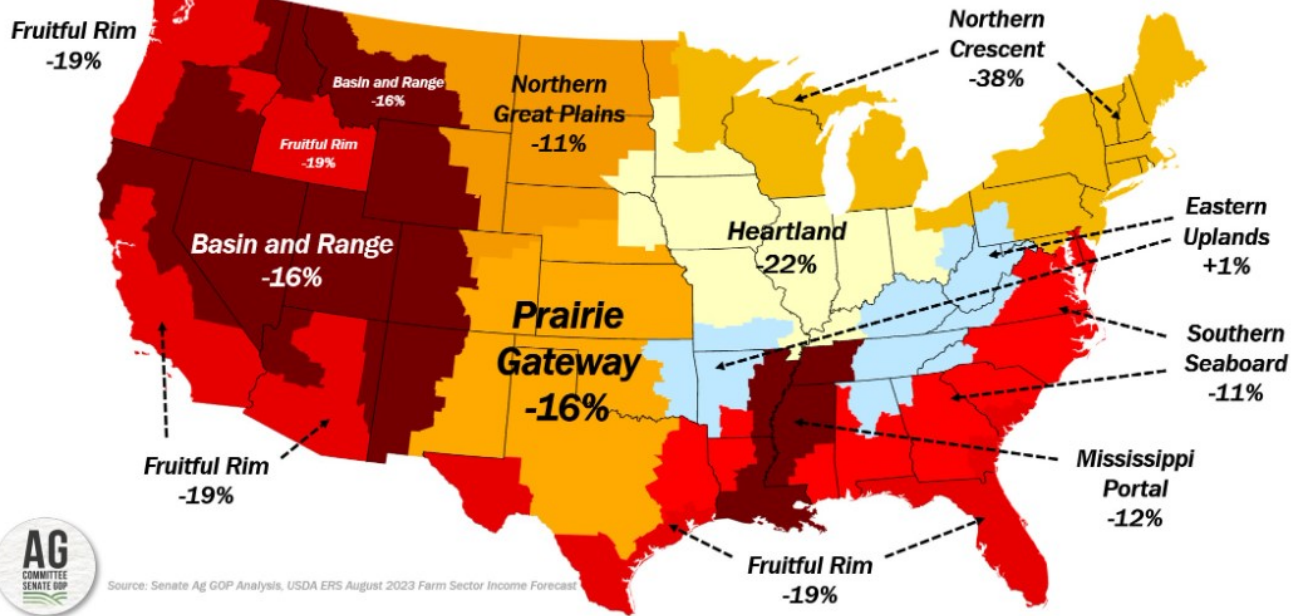 Fruitful Rim
-19%
Basin and Range
-16%
Northern
Great Plains
-11%
Northern
Crescent
-38%
Fruitful Rim
-19%
Basin and Range
-16%
Heartland
-22%
Eastern
Uplands
+1%
Prairie
Gateway
-16%
Southern
Seaboard
-11%
Fruitful Rim
-19%
Mississippi
Portal
-12%
Fruitful Rim
-19%
AG
COMMITTEE
SENATE GOP
Source: Senate Ag GOP Analysis, USDA ERS August 2023 Farm Sector Income Forecast